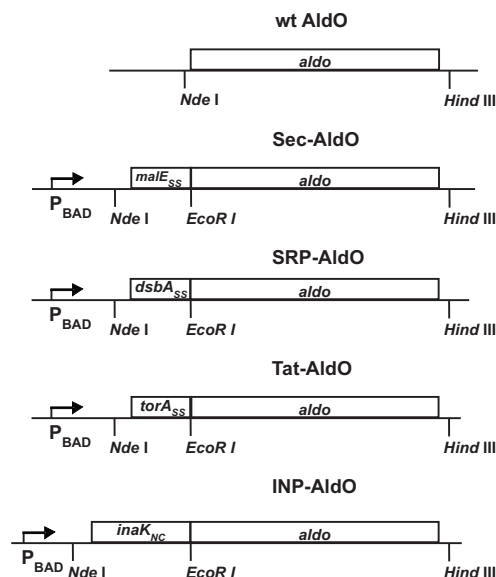 wt AldO
aldo
Nde I
Hind III
Sec-AldO
malE_SS
aldo
P_BAD
Nde I
EcoR I
Hind III
SRP-AldO
dsbA_SS
aldo
P_BAD
Nde I
EcoR I
Hind III
Tat-AldO
torA_SS
aldo
P_BAD
Nde I
EcoR I
Hind III
INP-AldO
inaK_NC
aldo
P_BAD
Nde I
EcoR I
Hind III